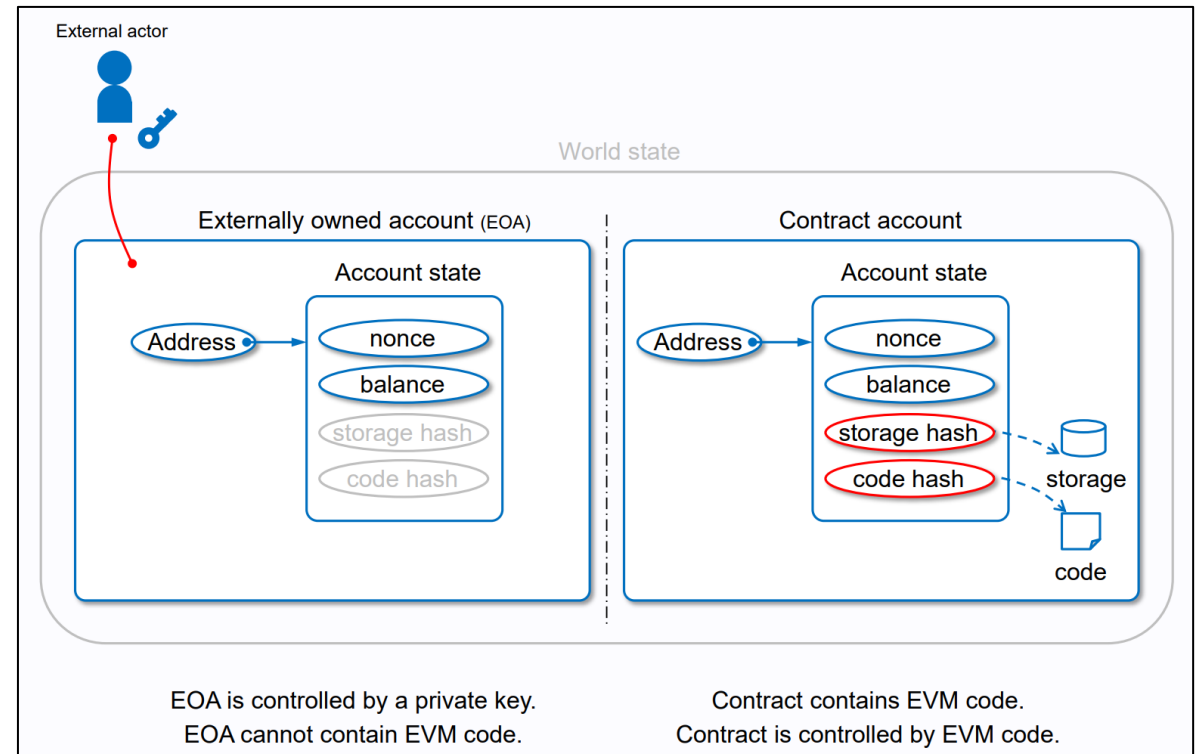 External actor
World state
Externally owned account (EOA)
Account state
Address
nonce
balance
storage hash
code hash
Contract account
Account state
Address
nonce
balance
storage hash
code hash
storage
code
EOA is controlled by a private key.
EOA cannot contain EVM code.
Contract contains EVM code.
Contract is controlled by EVM code.